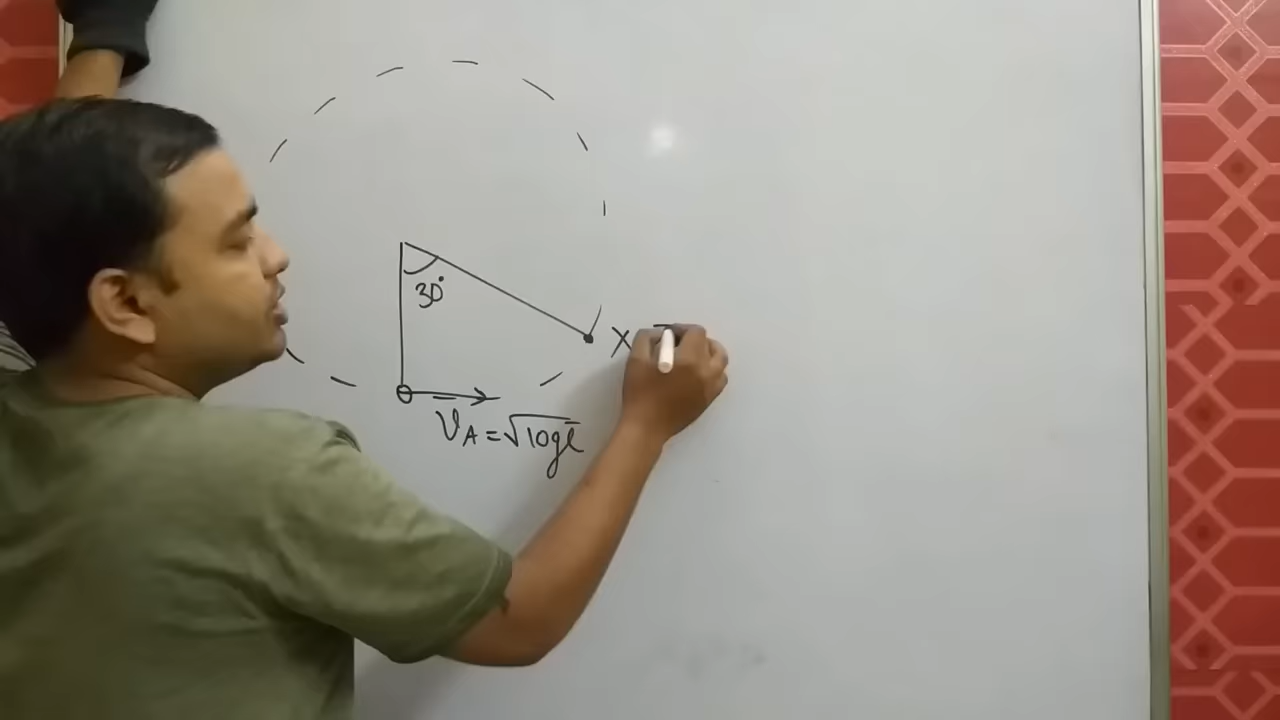 30°
X
V_A = √10gl